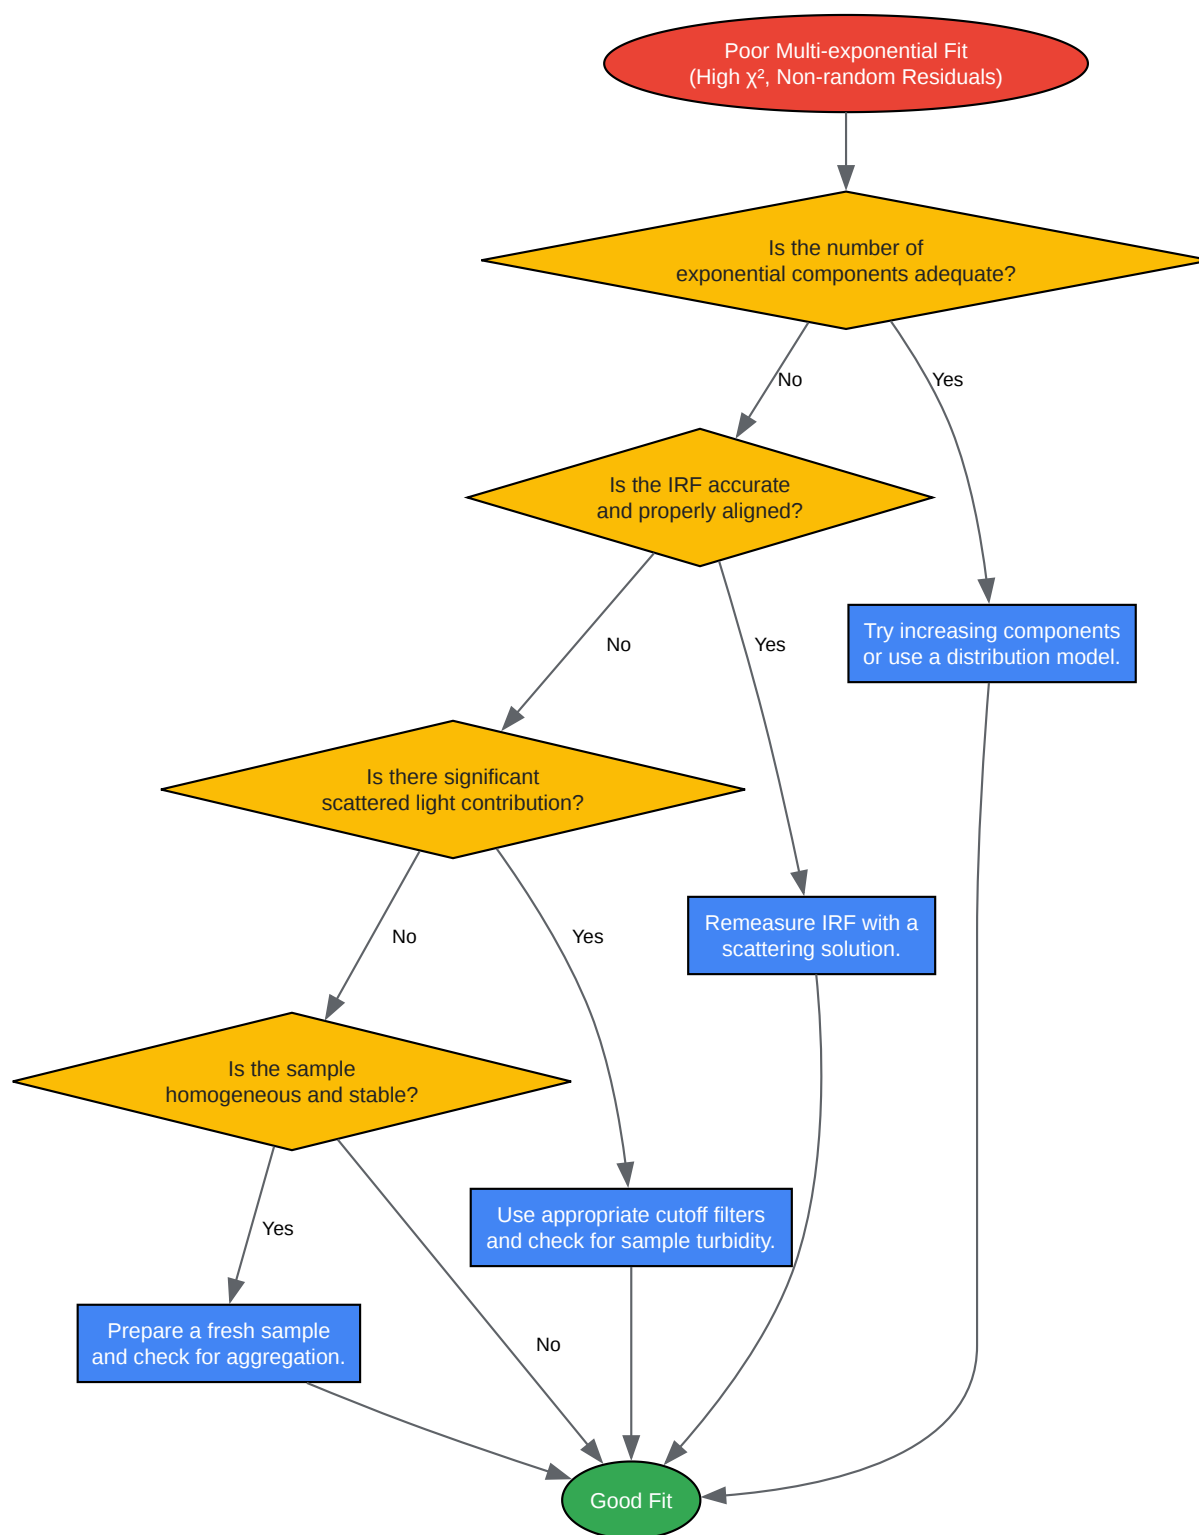 Poor Multi-exponential Fit
(High χ², Non-random Residuals)
Is the number of
exponential components adequate?
No
Yes
Is the IRF accurate
and properly aligned?
No
Yes
Try increasing components
or use a distribution model.
Is there significant
scattered light contribution?
No
Yes
Remeasure IRF with a
scattering solution.
Is the sample
homogeneous and stable?
Yes
No
Use appropriate cutoff filters
and check for sample turbidity.
Prepare a fresh sample
and check for aggregation.
Good Fit